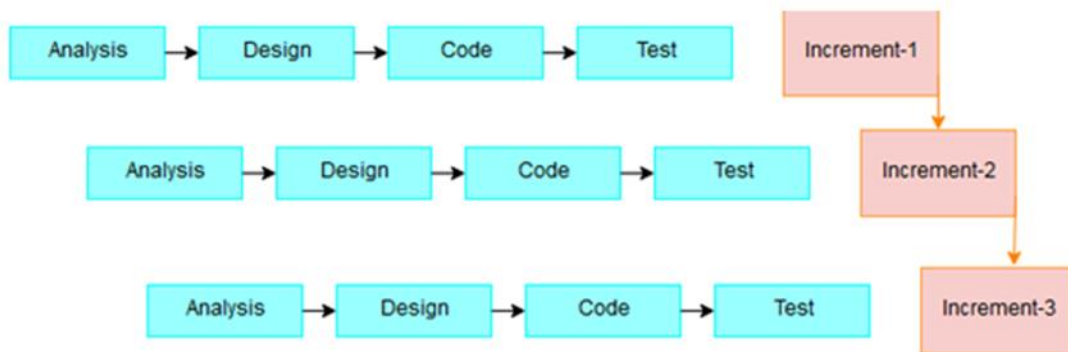 Analysis Design Code Test Increment-1
Analysis Design Code Test Increment-2
Analysis Design Code Test Increment-3